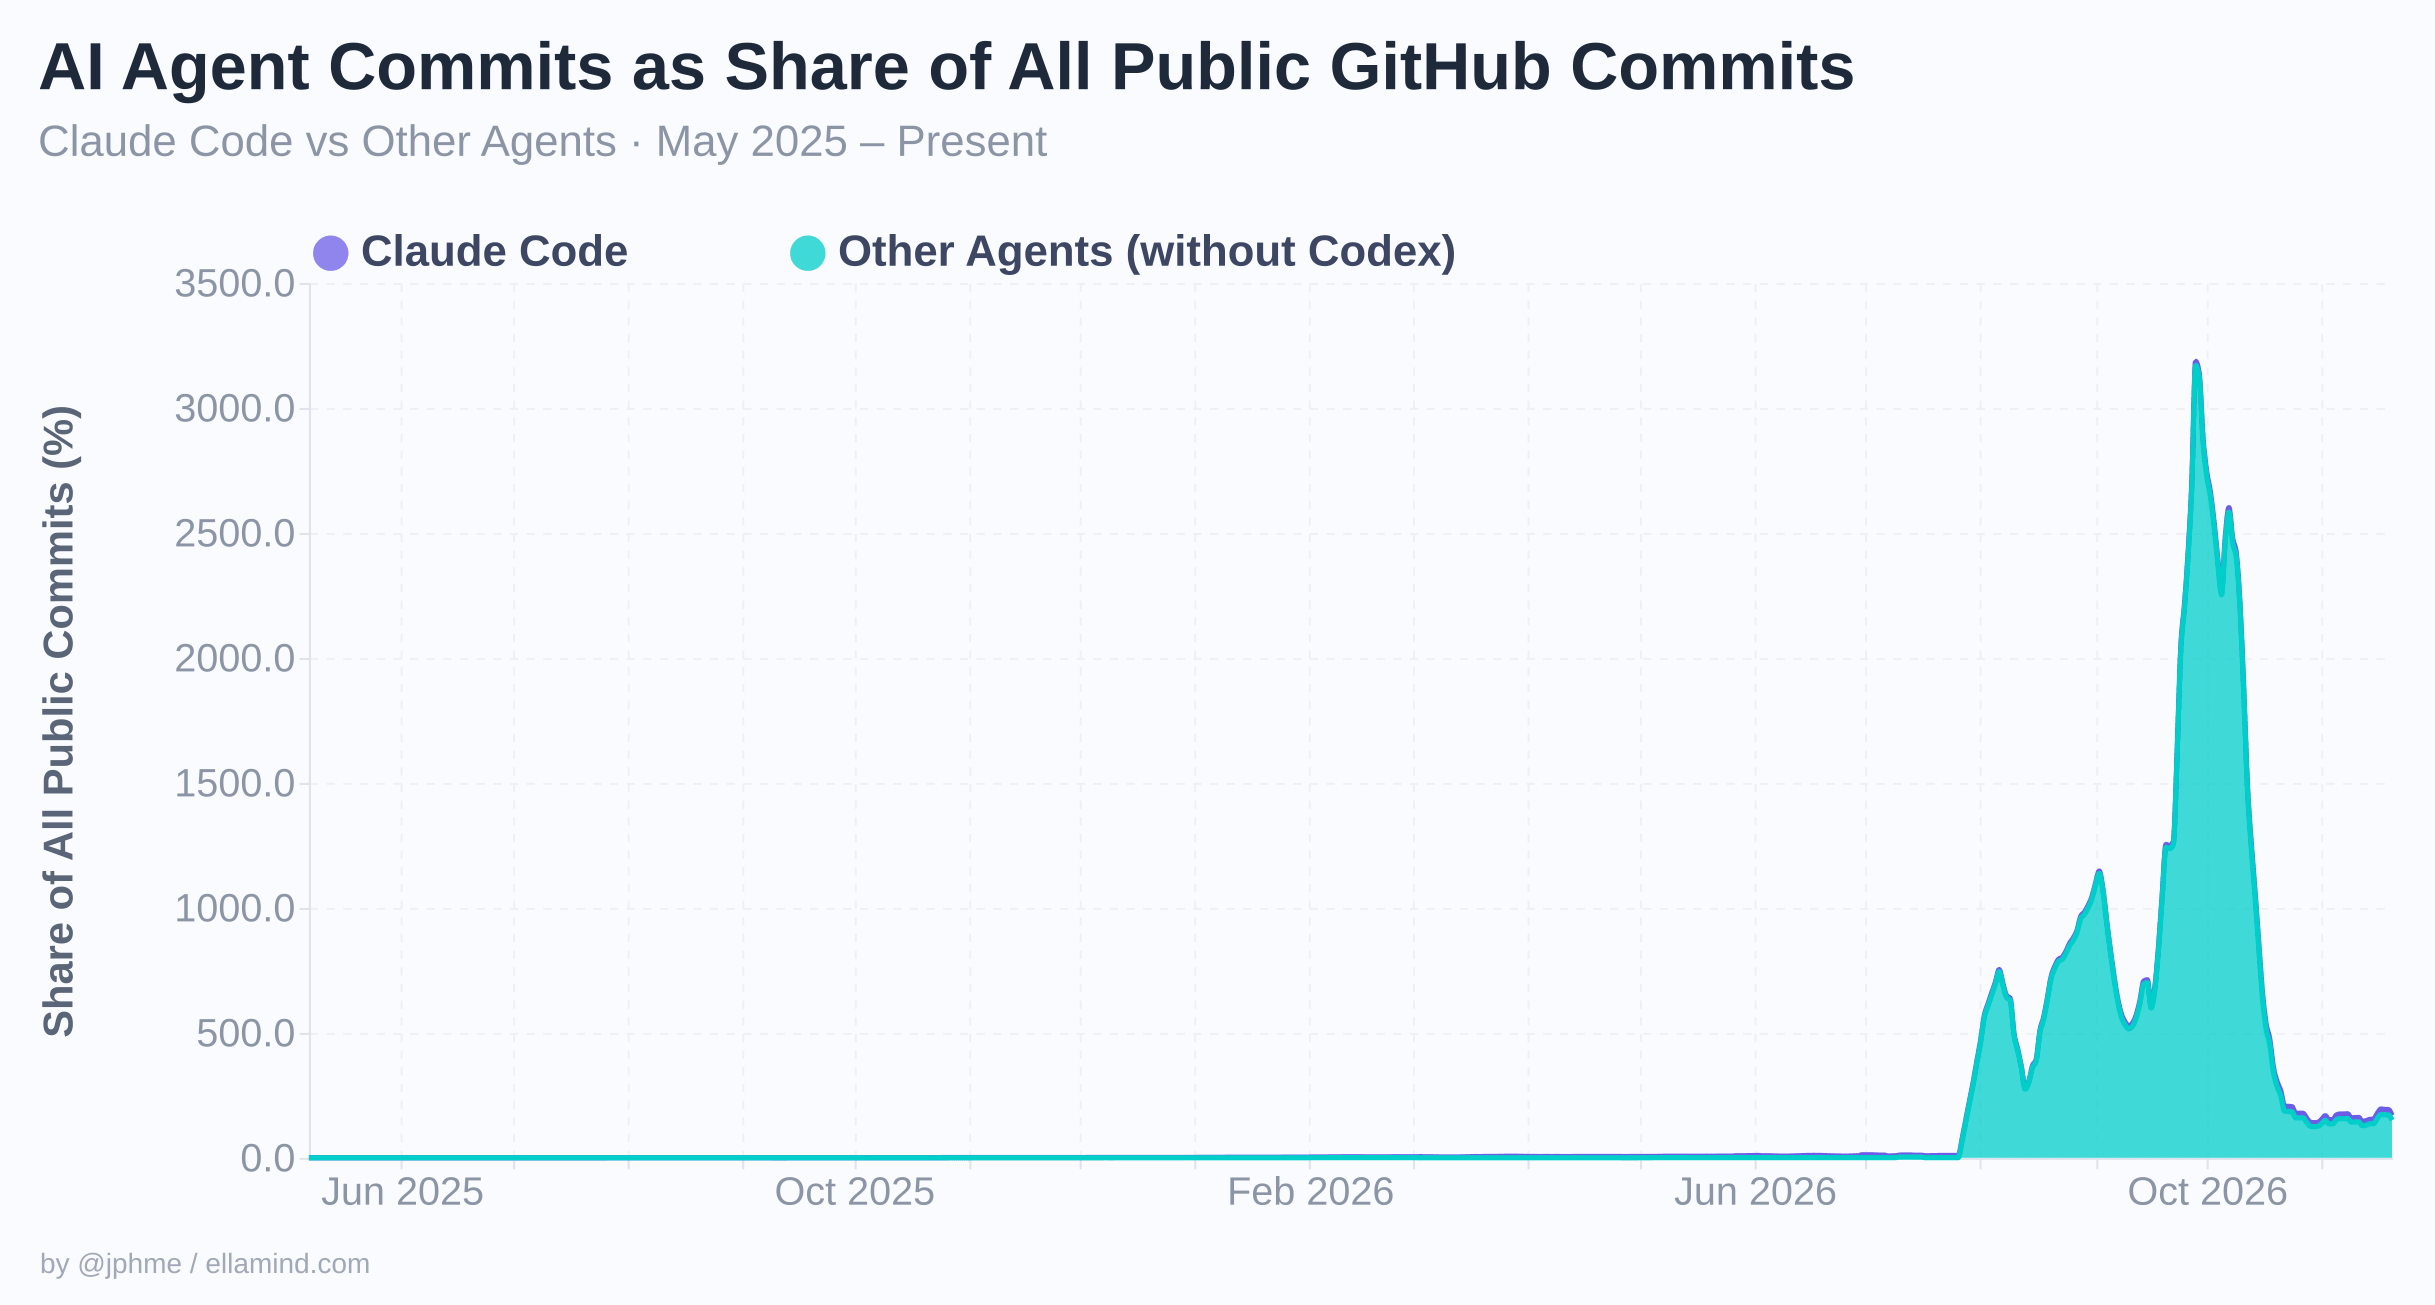 AI Agent Commits as Share of All Public GitHub Commits
Claude Code vs Other Agents · May 2025 – Present
Claude Code
Other Agents (without Codex)
Share of All Public Commits (%)
3500.0
3000.0
2500.0
2000.0
1500.0
1000.0
500.0
0.0
Jun 2025
Oct 2025
Feb 2026
Jun 2026
Oct 2026
by @jphme / ellamind.com